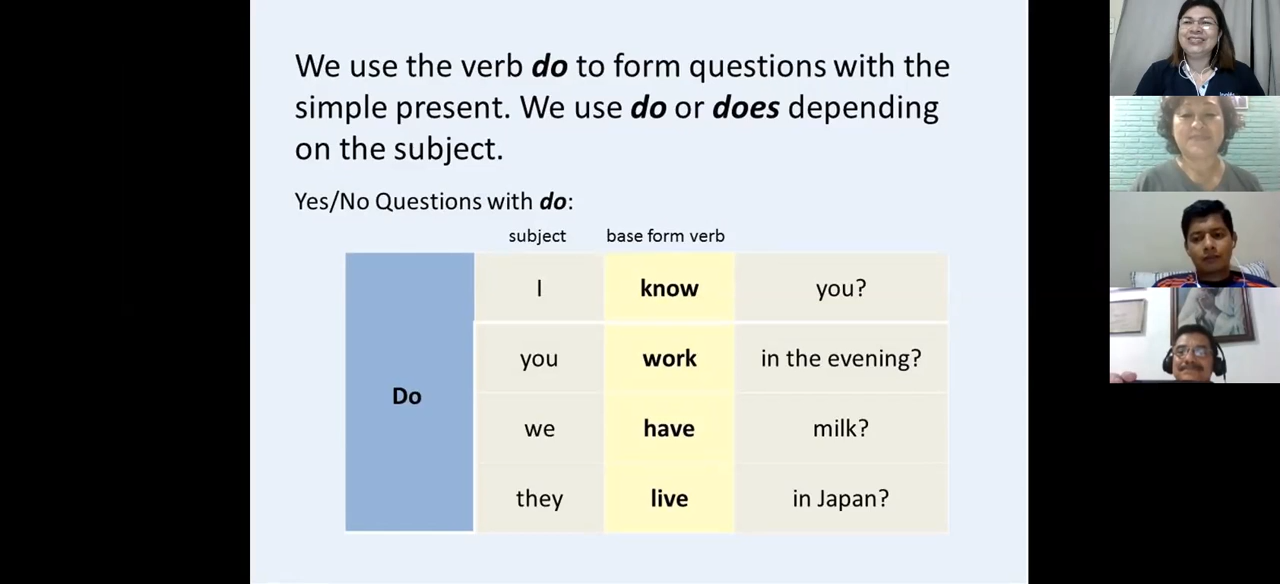 We use the verb do to form questions with the
simple present. We use do or does depending
on the subject.
Yes/No Questions with do:
subject base form verb
Do
I know you?
you work in the evening?
we have milk?
they live in Japan?